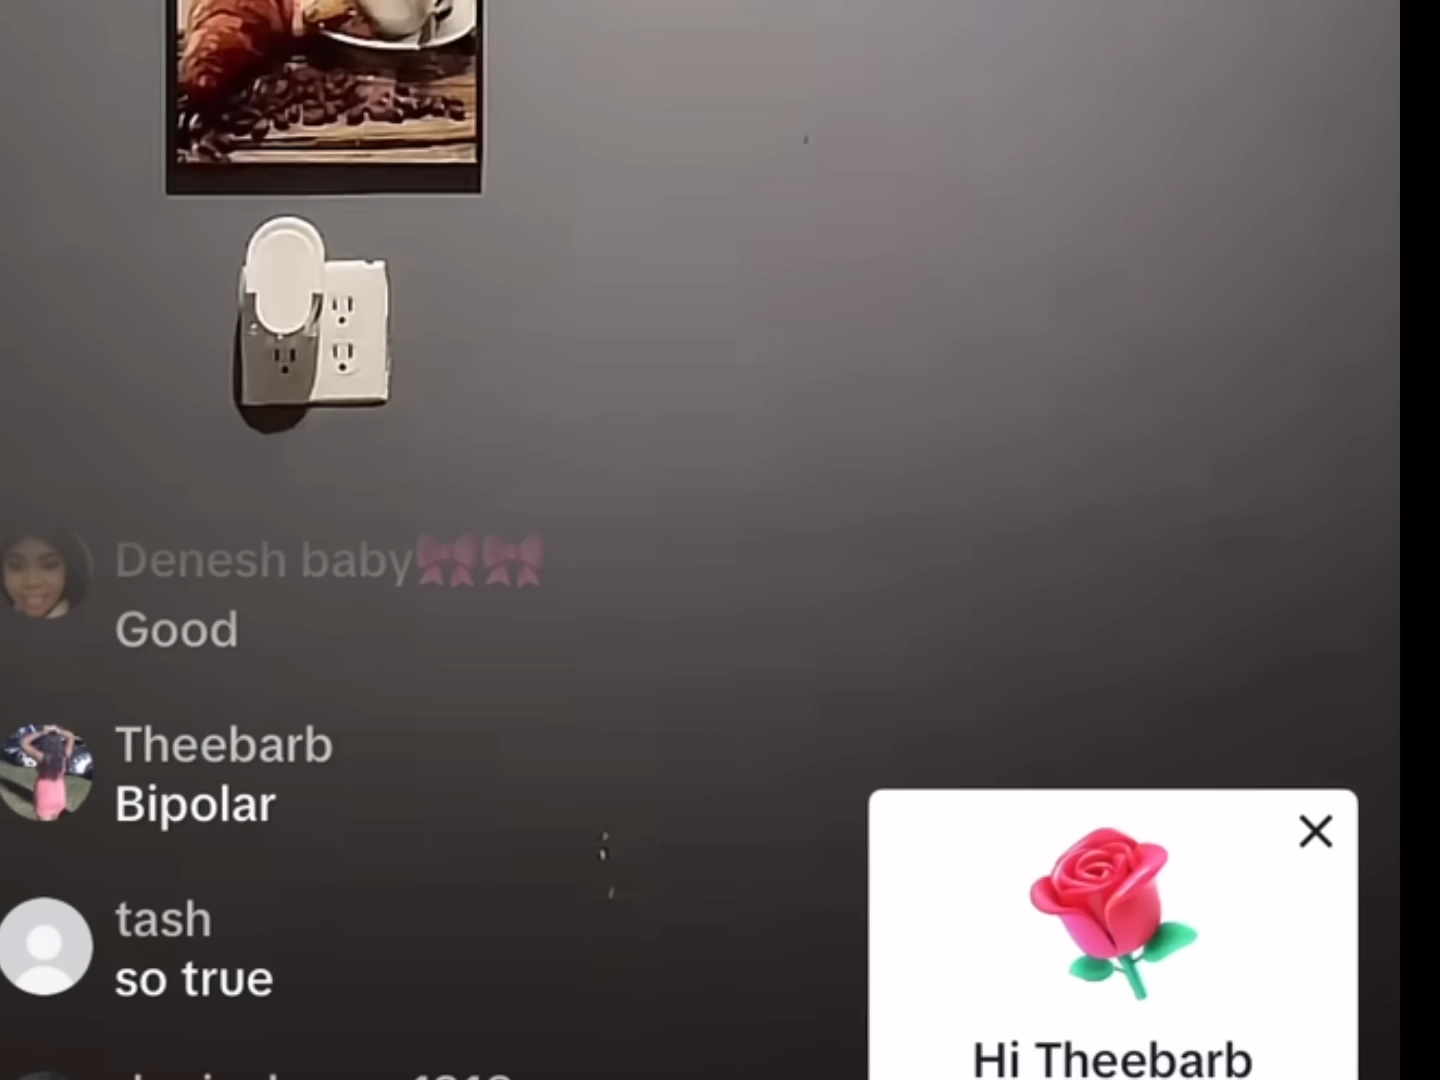 Denesh baby🎀🎀
Good
Theebarb
Bipolar
tash
so true
Hi Theebarb